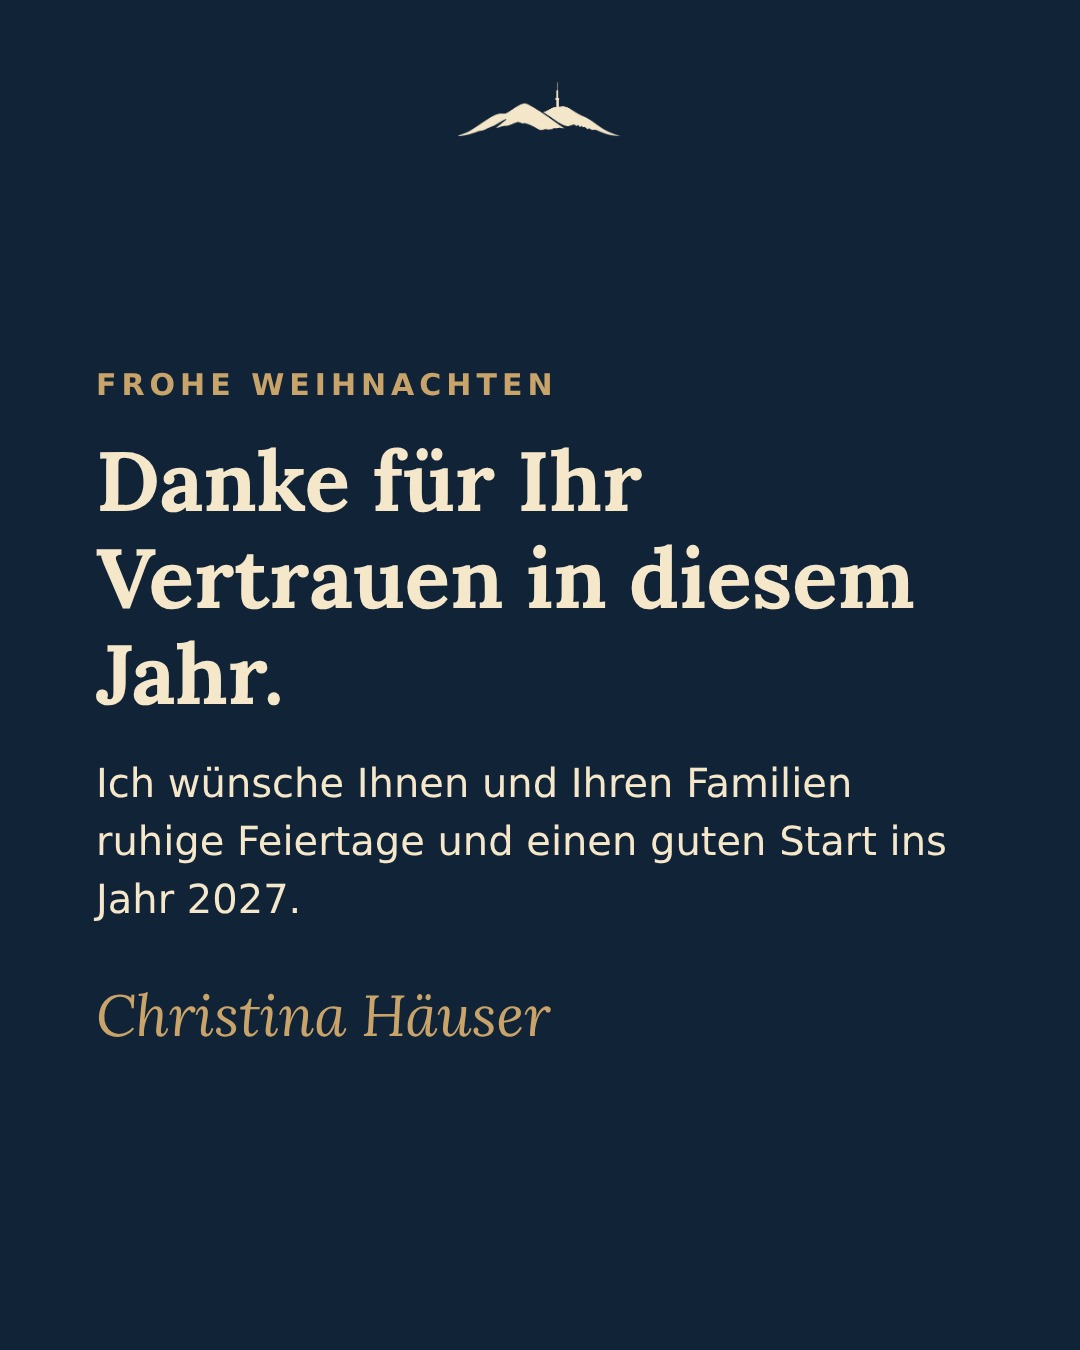 FROHE WEIHNACHTEN
Danke für Ihr
Vertrauen in diesem
Jahr.
Ich wünsche Ihnen und Ihren Familien
ruhige Feiertage und einen guten Start ins
Jahr 2027.
Christina Häuser